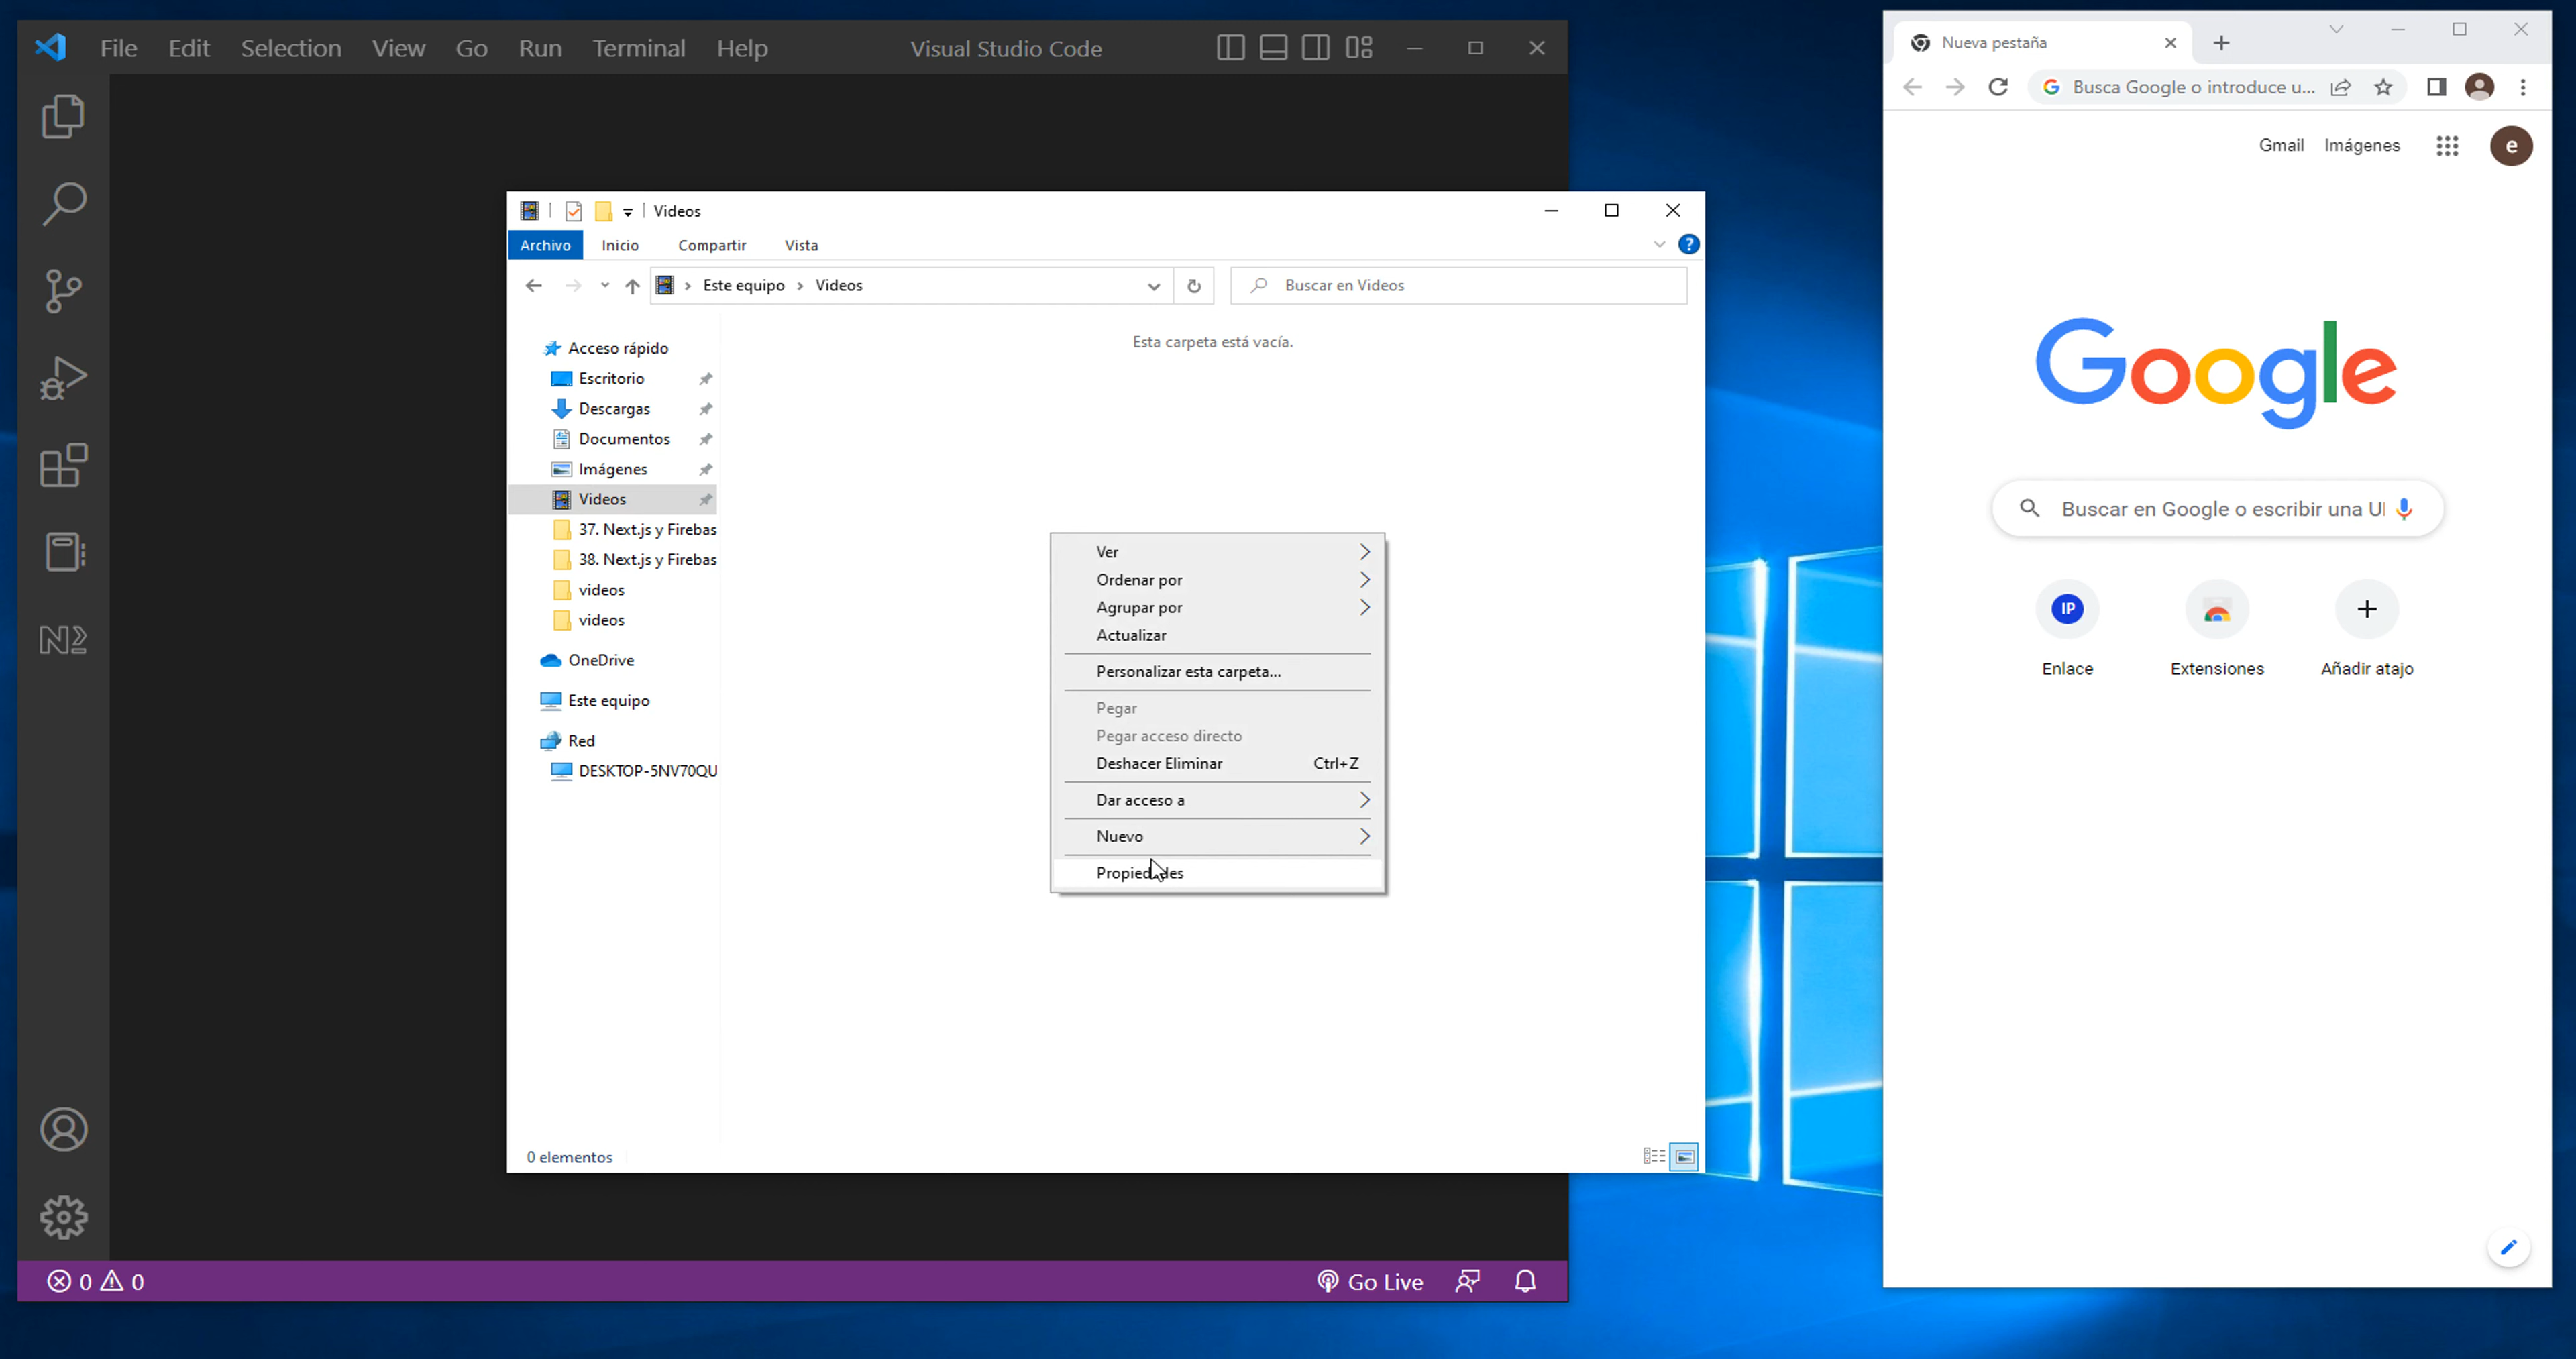 File Edit Selection View Go Run Terminal Help Visual Studio Code
Nueva pestaña
Busca Google o introduce u...
Gmail Imágenes e
Google
Buscar en Google o escribir una U
IP
Enlace Extensiones Añadir atajo
Videos
Archivo Inicio Compartir Vista ?
Este equipo > Videos Buscar en Videos
Esta carpeta está vacía.
Acceso rápido
Escritorio
Descargas
Documentos
Imágenes
Videos
37. Next.js y Firebas
38. Next.js y Firebas
videos
videos
OneDrive
Este equipo
Red
DESKTOP-5NV70QU
Ver
Ordenar por
Agrupar por
Actualizar
Personalizar esta carpeta...
Pegar
Pegar acceso directo
Deshacer Eliminar Ctrl+Z
Dar acceso a
Nuevo
Propiedades
0 elementos
0 0 Go Live